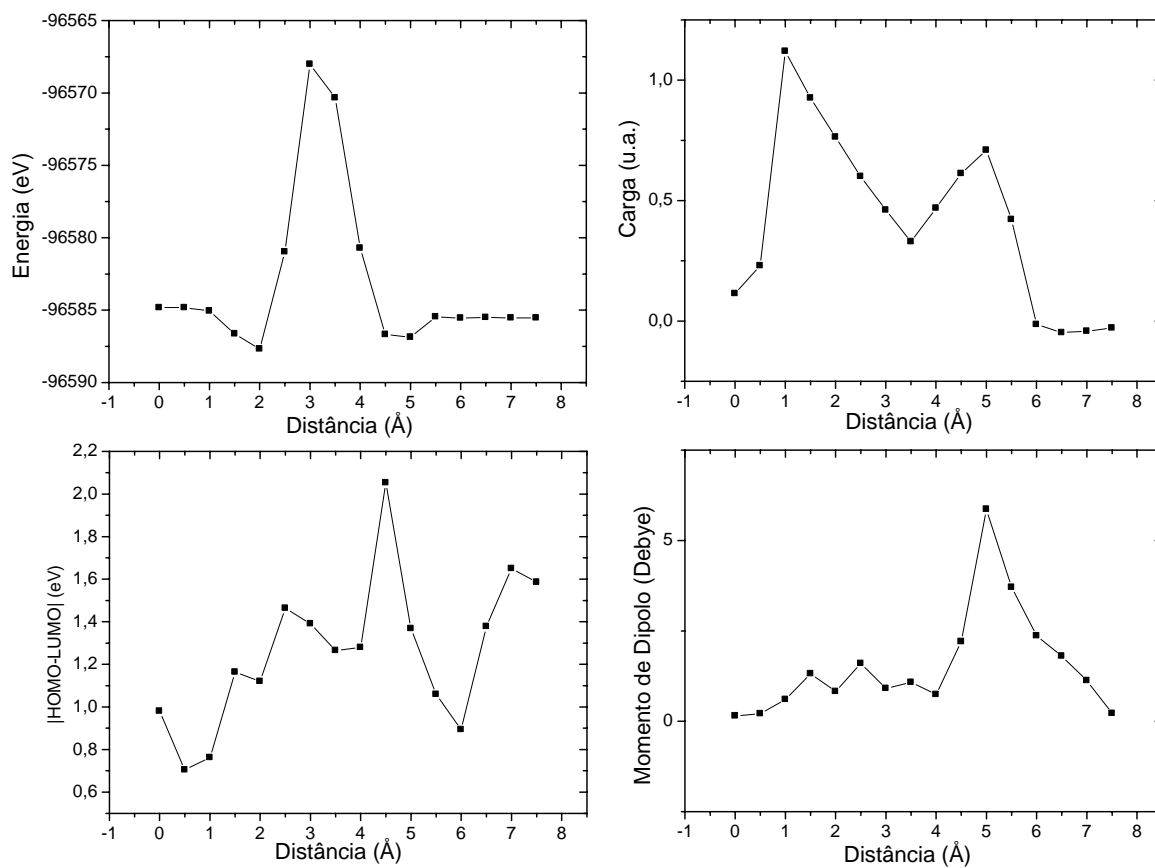 -96565
-96570
-96575
-96580
-96585
-96590
Energia (eV)
-1 0 1 2 3 4 5 6 7 8
Distância (Å)
1,0
0,5
0,0
Carga (u.a.)
-1 0 1 2 3 4 5 6 7 8
Distância (Å)
2,2
2,0
1,8
1,6
1,4
1,2
1,0
0,8
0,6
|HOMO-LUMO| (eV)
-1 0 1 2 3 4 5 6 7 8
Distância (Å)
5
0
Momento de Dipolo (Debye)
-1 0 1 2 3 4 5 6 7 8
Distância (Å)